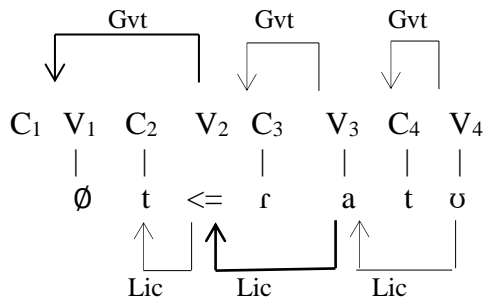 Gvt Gvt Gvt
C₁ V₁ C₂ V₂ C₃ V₃ C₄ V₄
∅ t <= ɾ a t ʊ
Lic Lic Lic